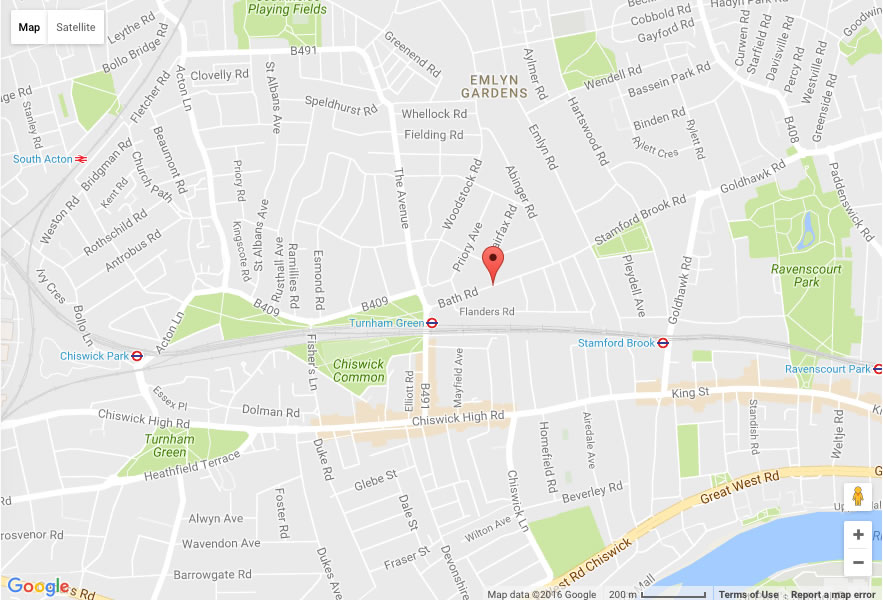 Playing Fields
Map
Satellite
Leythe Rd
Bollo Bridge Rd
B491
Greenend Rd
Beck
Cobbold Rd
Gayford Rd
Hadyn Park Rd
Curwen Rd
Starfield Rd
Davisville Rd
Percy Rd
Westville Rd
Greenside Rd
Goodwin
Acton Ln
Clovelly Rd
St Albans Ave
Speldhurst Rd
EMLYN
GARDENS
Aylmer Rd
Wendell Rd
Bassein Park Rd
Hartswood Rd
Binden Rd
Rylett Rd
Rylett Cres
B408
Stanley Rd
Fletcher Rd
Whellock Rd
Fielding Rd
Emlyn Rd
Abinger Rd
South Acton
Bridgman Rd
Beaumont Rd
Church Path
Kent Rd
Weston Rd
Rothschild Rd
Antrobus Rd
Priory Rd
Kingscote Rd
St Albans Ave
Rusthall Ave
Ramillies Rd
Esmond Rd
The Avenue
Woodstock Rd
Priory Ave
airfax Rd
Stamford Brook Rd
Goldhawk Rd
Paddenswick Rd
Ravenscourt
Park
Pleydell Ave
Goldhawk Rd
Ivy Cres
Bollo Ln
Acton Ln
B409
B409
Bath Rd
Flanders Rd
Turnham Green
Stamford Brook
Ravenscourt Park
Chiswick Park
Fisher's Ln
Chiswick
Common
Elliott Rd
B491
Mayfield Ave
King St
Essex Pl
Chiswick High Rd
Dolman Rd
Chiswick High Rd
Turnham
Green
Heathfield Terrace
Duke Rd
Glebe St
Dale St
Chiswick Ln
Homefield Rd
Airedale Ave
Beverley Rd
Standish Rd
Weltje Rd
Great West Rd
Foster Rd
Alwyn Ave
Wavendon Ave
Barrowgate Rd
Grosvenor Rd
Dukes Ave
Fraser St
Wilton Ave
Devonshire
est Rd Chiswick
Mall
Google
Map data ©2016 Google
200 m
Terms of Use
Report a map error